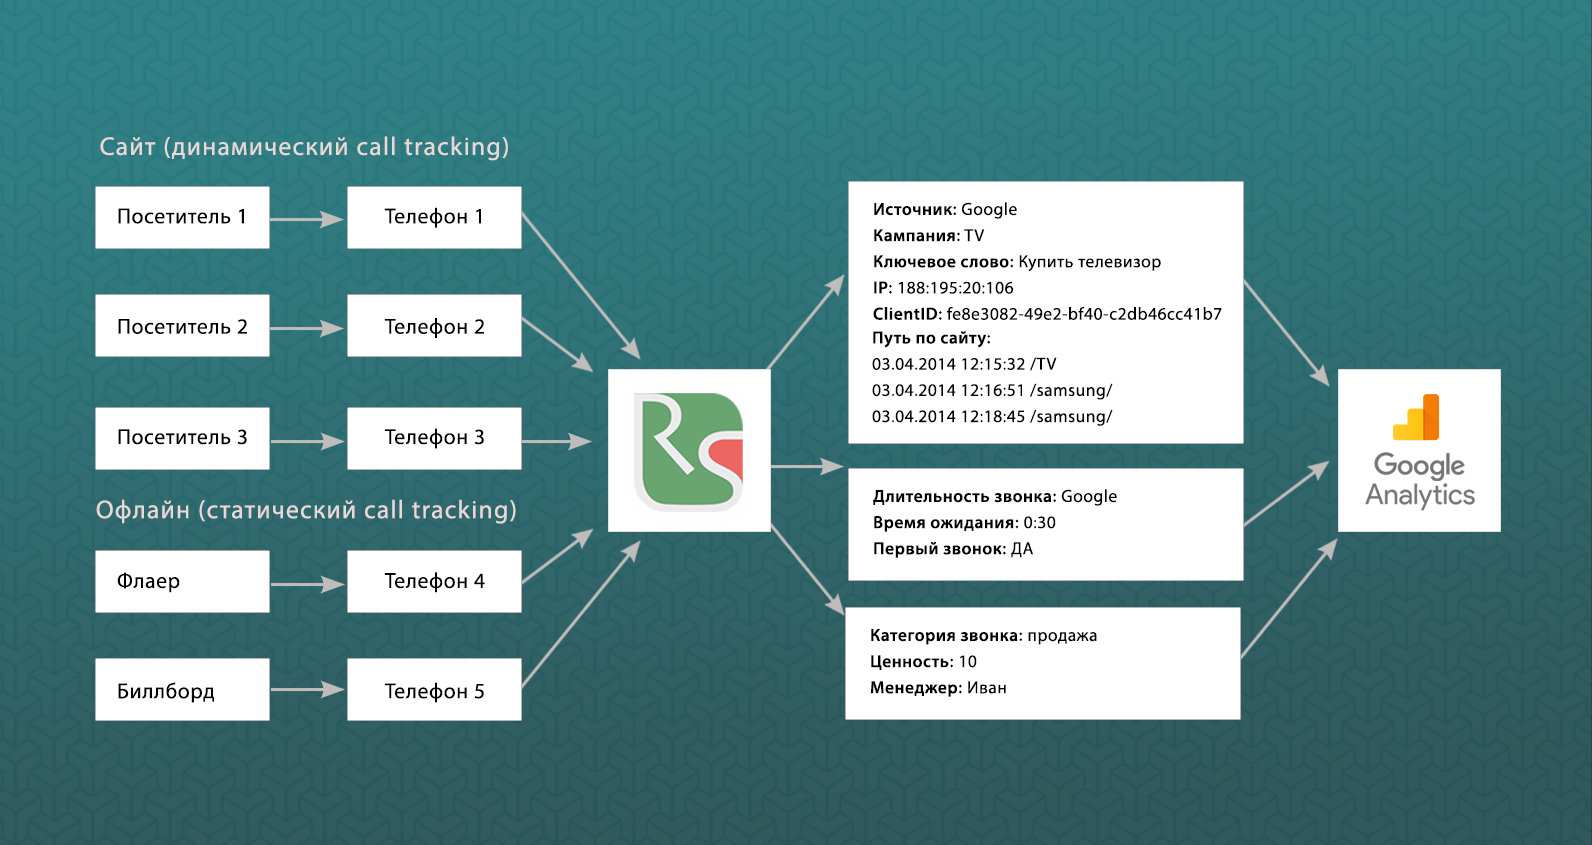 Сайт (динамический call tracking)
Посетитель 1
Телефон 1
Посетитель 2
Телефон 2
Посетитель 3
Телефон 3
Офлайн (статический call tracking)
Флаер
Телефон 4
Биллборд
Телефон 5
RS
Источник: Google
Кампания: TV
Ключевое слово: Купить телевизор
IP: 188:195:20:106
ClientID: fe8e3082-49e2-bf40-c2db46cc41b7
Путь по сайту:
03.04.2014 12:15:32 /TV
03.04.2014 12:16:51 /samsung/
03.04.2014 12:18:45 /samsung/
Длительность звонка: Google
Время ожидания: 0:30
Первый звонок: ДА
Категория звонка: продажа
Ценность: 10
Менеджер: Иван
Google
Analytics